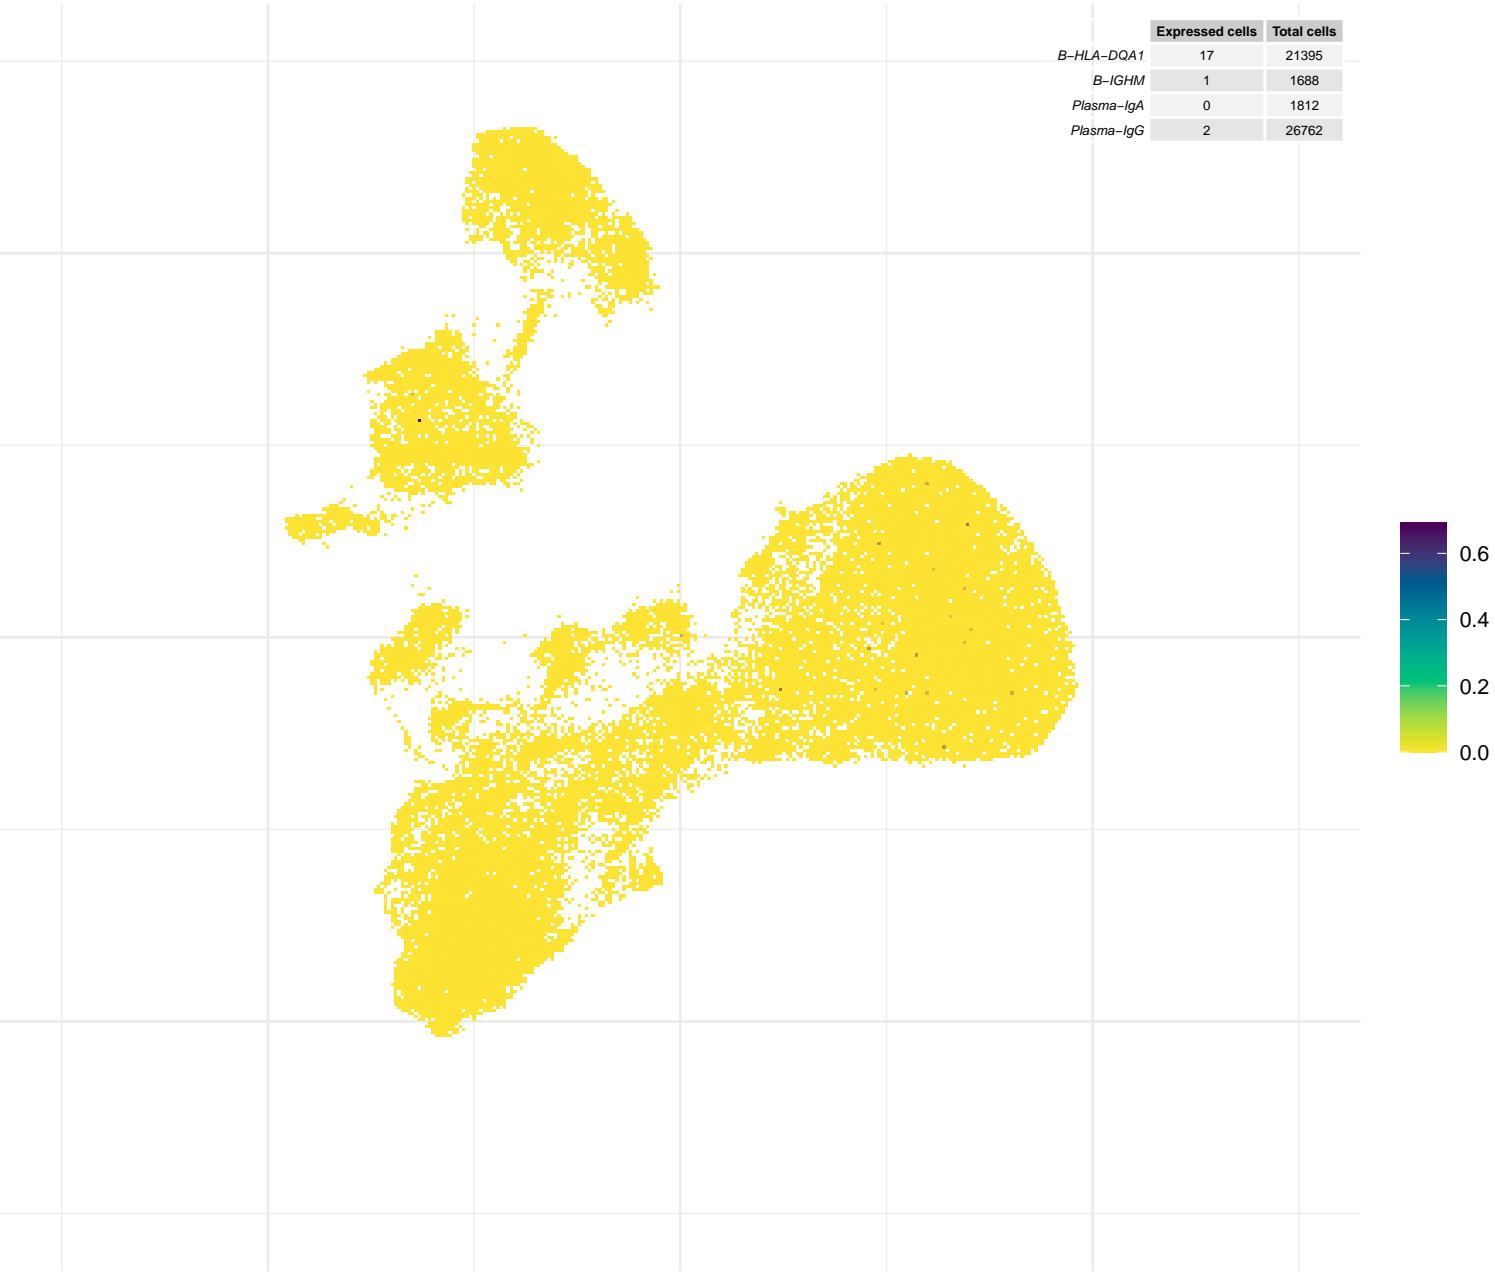 Expressed cells Total cells
B−HLA−DQA1 17 21395
B−IGHM 1 1688
Plasma−IgA 0 1812
Plasma−IgG 2 26762
0.6
0.4
0.2
0.0